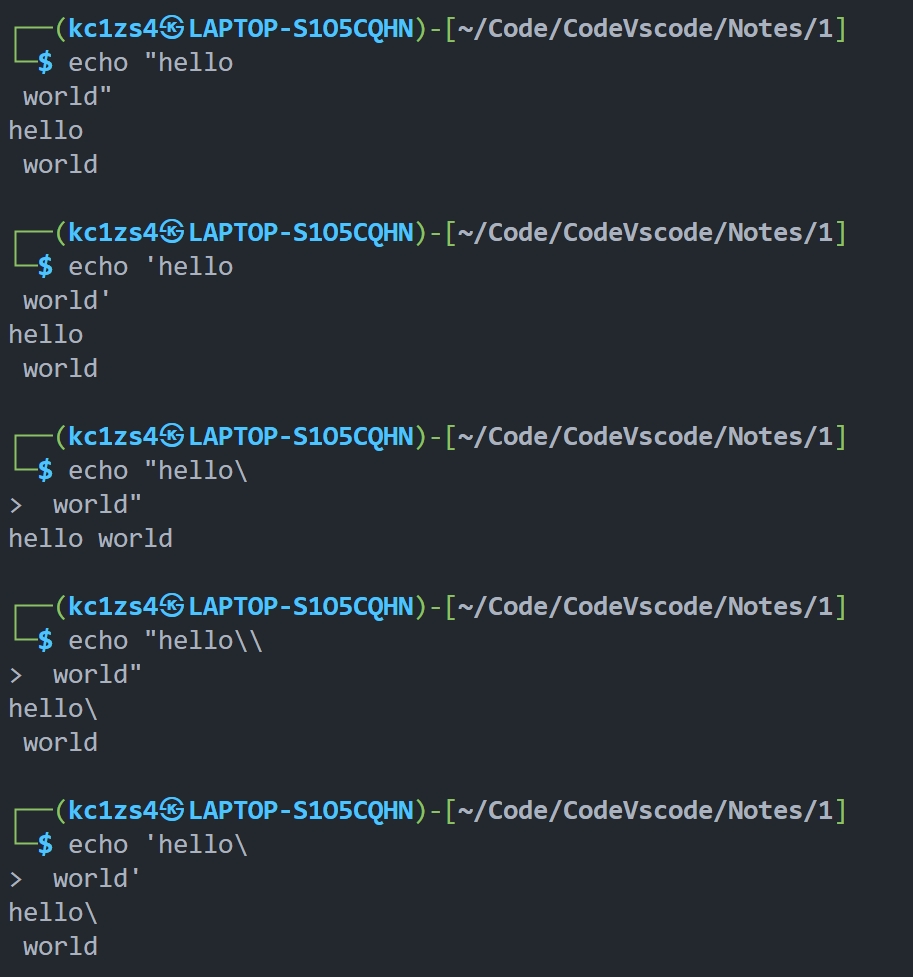 ┌──(kc1zs4㉿LAPTOP-S1O5CQHN)-[~/Code/CodeVscode/Notes/1]
└─$ echo "hello
 world"
hello
 world

┌──(kc1zs4㉿LAPTOP-S1O5CQHN)-[~/Code/CodeVscode/Notes/1]
└─$ echo 'hello
 world'
hello
 world

┌──(kc1zs4㉿LAPTOP-S1O5CQHN)-[~/Code/CodeVscode/Notes/1]
└─$ echo "hello\
>  world"
hello world

┌──(kc1zs4㉿LAPTOP-S1O5CQHN)-[~/Code/CodeVscode/Notes/1]
└─$ echo "hello\\
>  world"
hello\
 world

┌──(kc1zs4㉿LAPTOP-S1O5CQHN)-[~/Code/CodeVscode/Notes/1]
└─$ echo 'hello\
>  world'
hello\
 world